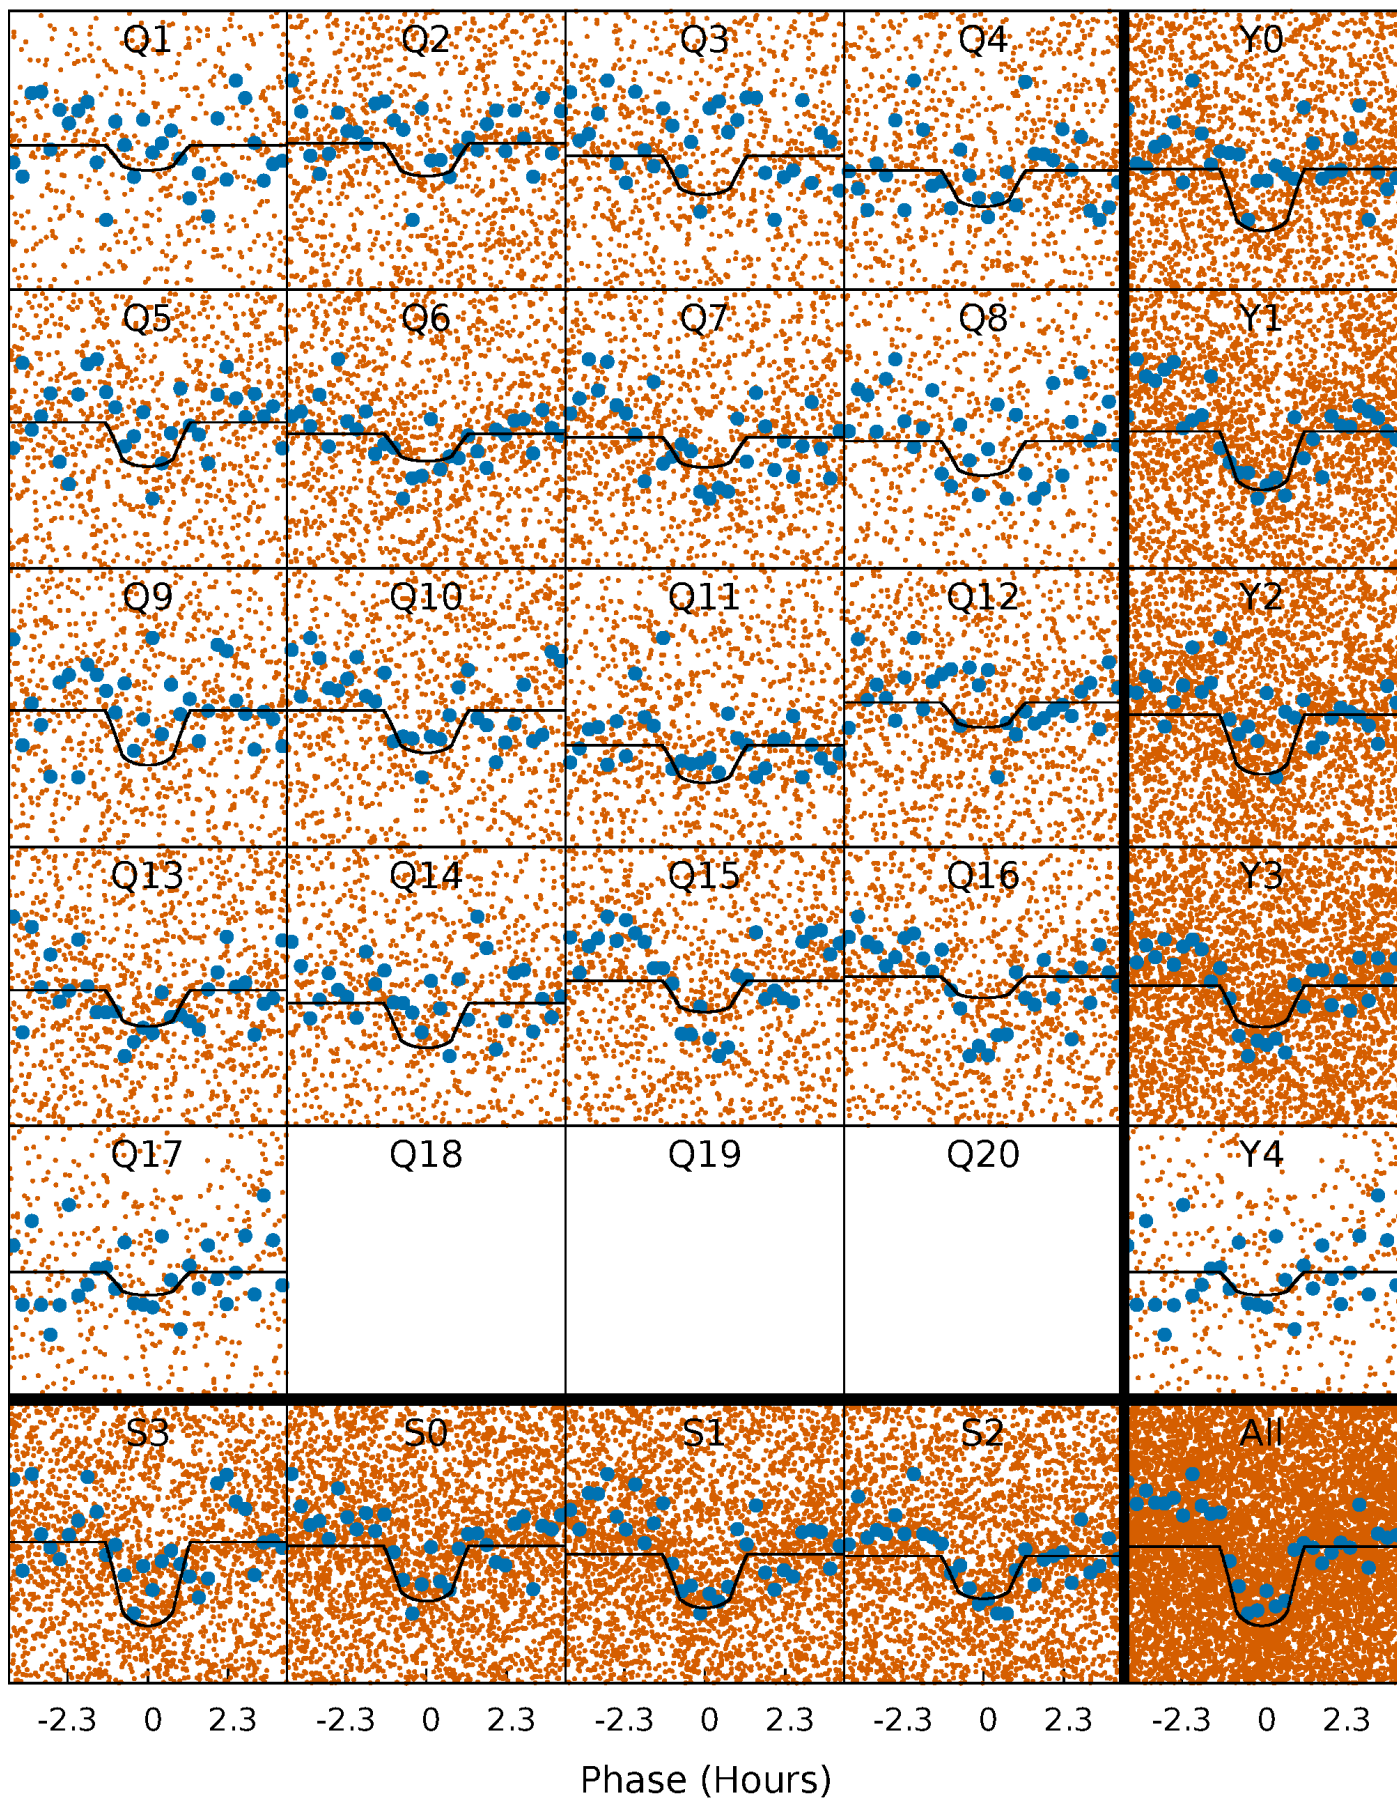 Q1 Q2 Q3 Q4 Y0
Q5 Q6 Q7 Q8 Y1
Q9 Q10 Q11 Q12 Y2
Q13 Q14 Q15 Q16 Y3
Q17 Q18 Q19 Q20 Y4
S3 S0 S1 S2 All
-2.3 0 2.3 -2.3 0 2.3 -2.3 0 2.3 -2.3 0 2.3 -2.3 0 2.3
Phase (Hours)